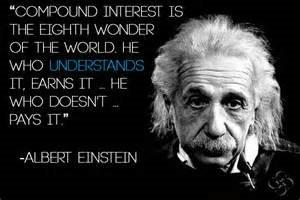 “COMPOUND INTEREST IS
THE EIGHTH WONDER
OF THE WORLD. HE
WHO UNDERSTANDS
IT, EARNS IT ... HE
WHO DOESN'T ...
PAYS IT.”
-ALBERT EINSTEIN